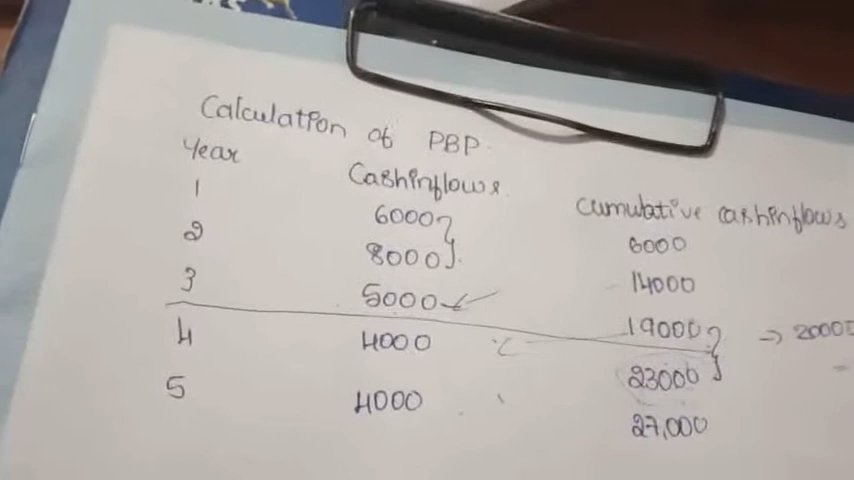 Calculation of PBP.
Year Cashinflows. Cumulative cashinflows
1 6000 6000
2 8000 14000
3 5000 19000 → 20000
4 4000 23000
5 4000 27,000